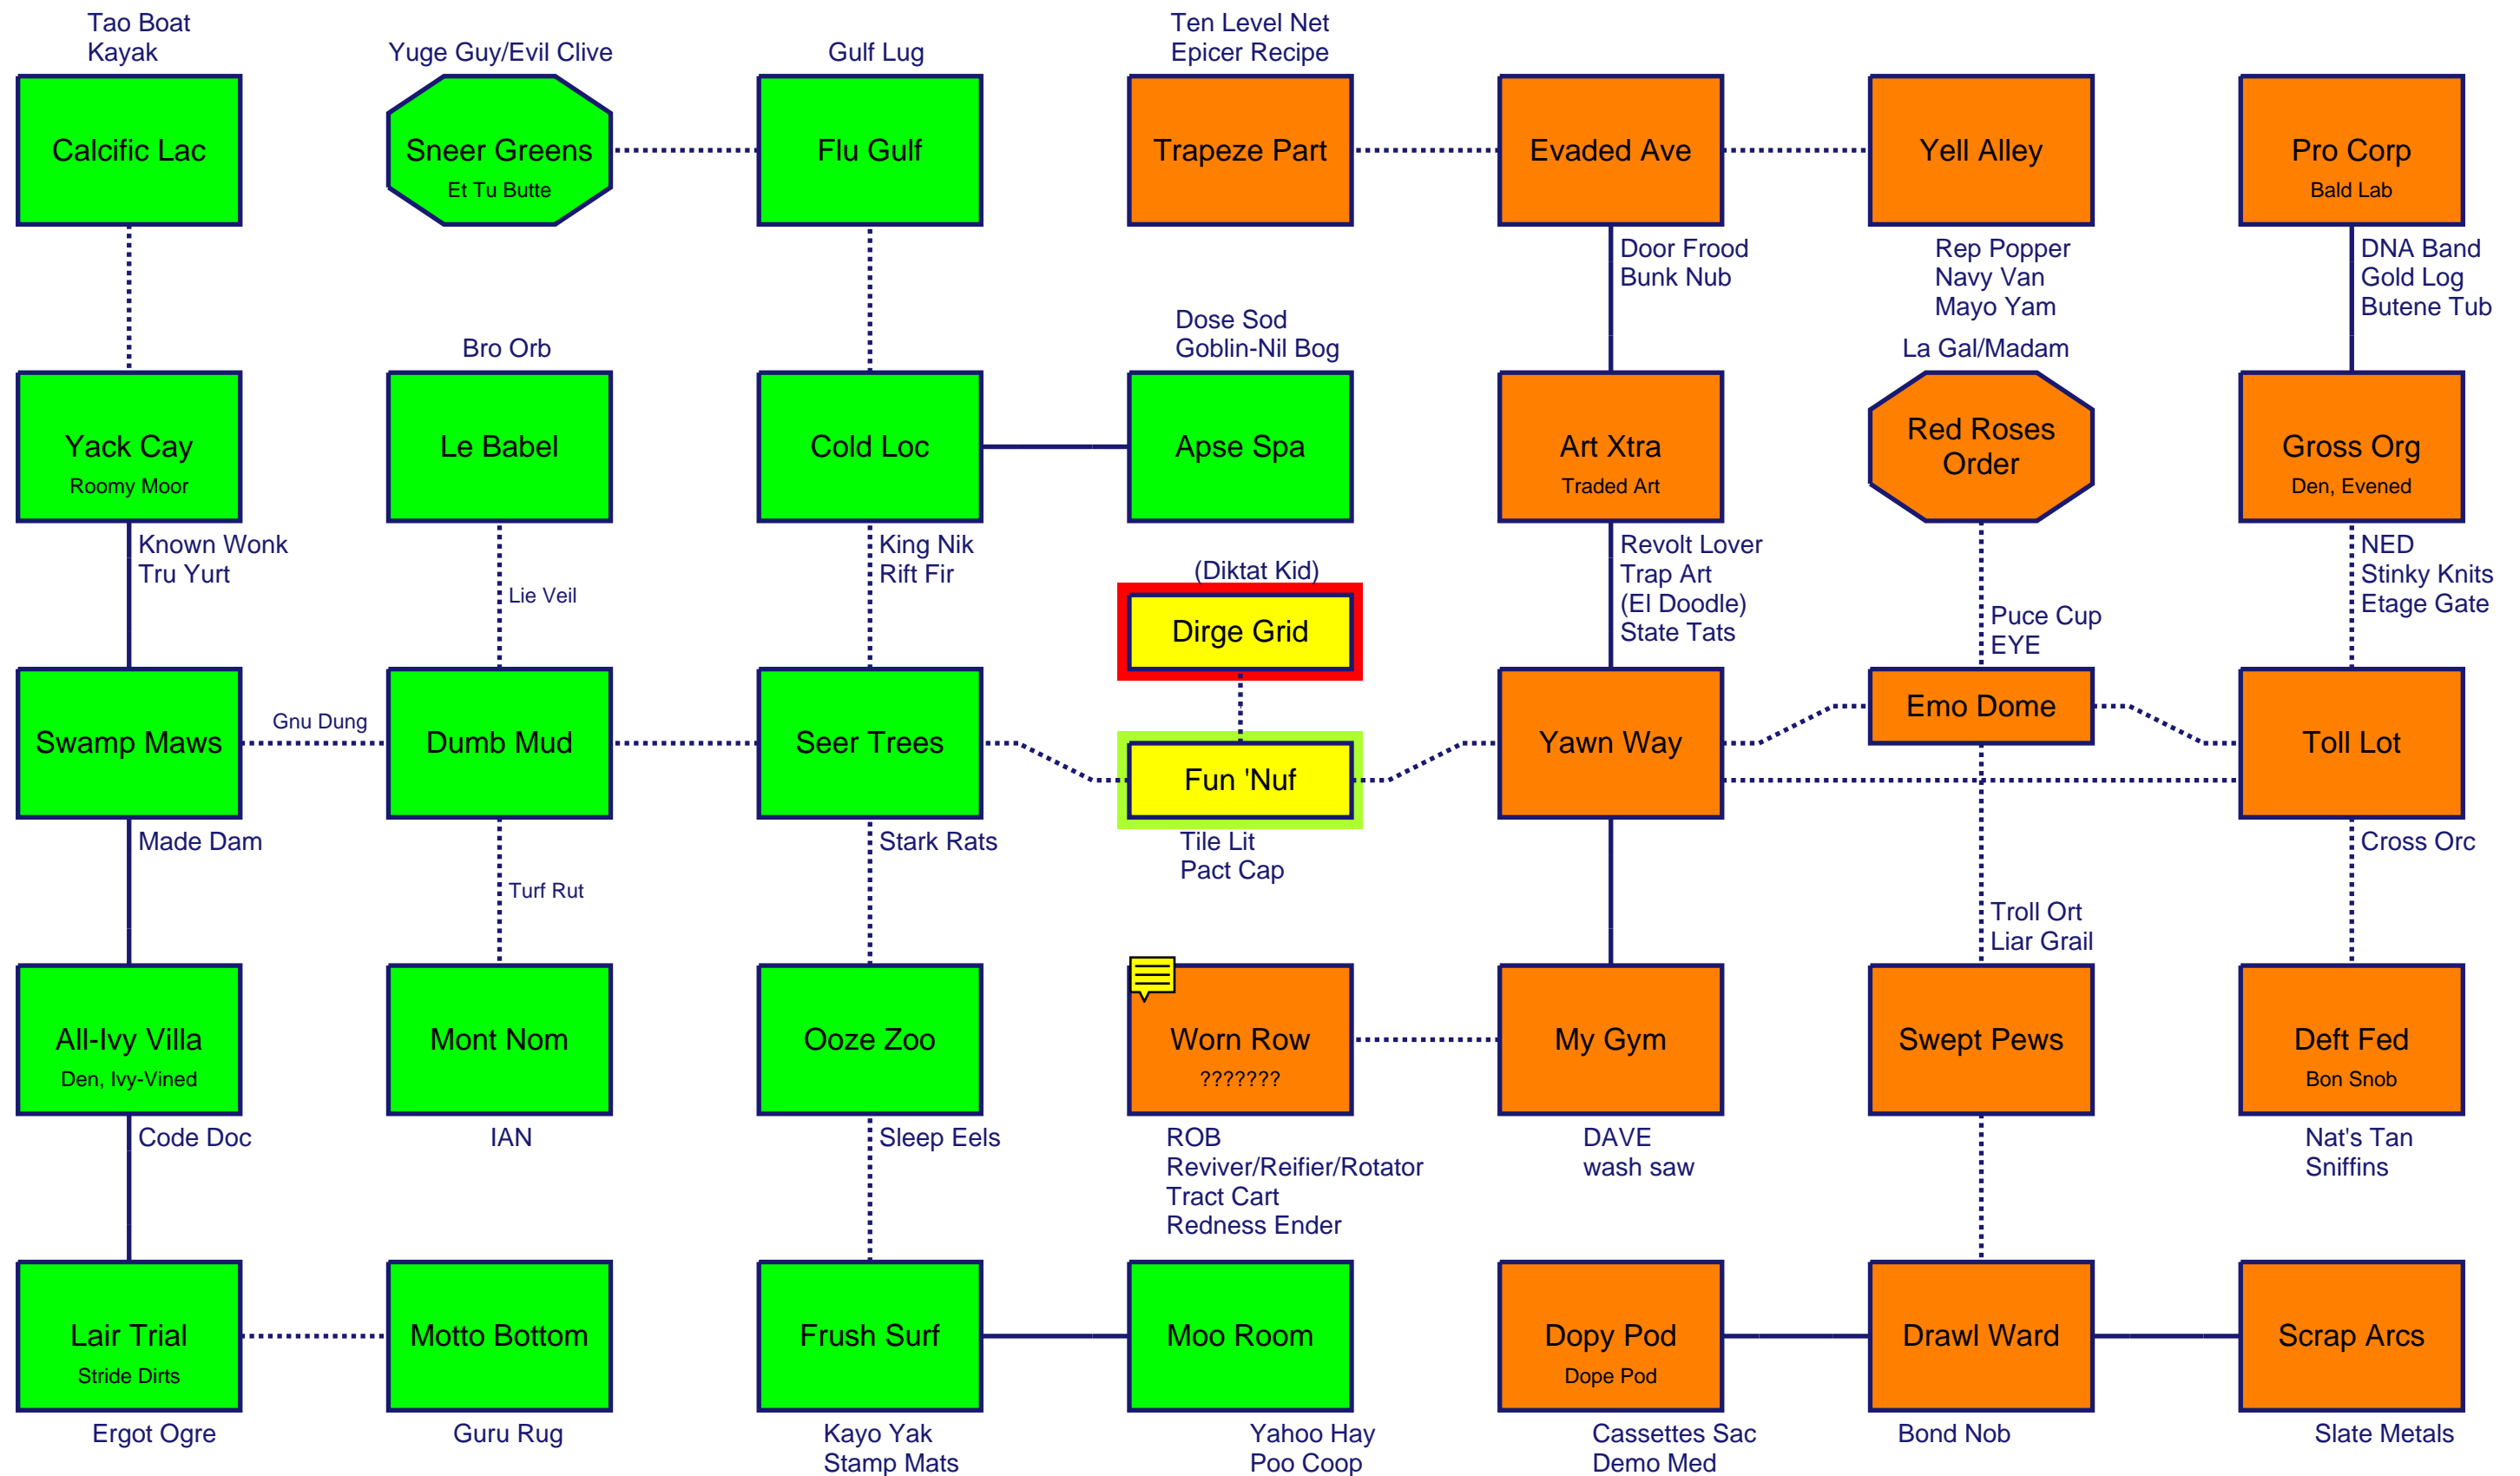 Tao Boat
Kayak
Yuge Guy/Evil Clive
Gulf Lug
Ten Level Net
Epicer Recipe
Calcific Lac
Sneer Greens
Et Tu Butte
Flu Gulf
Trapeze Part
Evaded Ave
Yell Alley
Pro Corp
Bald Lab
Door Frood
Bunk Nub
Rep Popper
Navy Van
Mayo Yam
DNA Band
Gold Log
Butene Tub
Bro Orb
Dose Sod
Goblin-Nil Bog
La Gal/Madam
Yack Cay
Roomy Moor
Le Babel
Cold Loc
Apse Spa
Art Xtra
Traded Art
Red Roses
Order
Gross Org
Den, Evened
Known Wonk
Tru Yurt
Lie Veil
King Nik
Rift Fir
(Diktat Kid)
Revolt Lover
Trap Art
(El Doodle)
State Tats
Puce Cup
EYE
NED
Stinky Knits
Etage Gate
Dirge Grid
Swamp Maws
Gnu Dung
Dumb Mud
Seer Trees
Fun 'Nuf
Yawn Way
Emo Dome
Toll Lot
Made Dam
Turf Rut
Stark Rats
Tile Lit
Pact Cap
Troll Ort
Liar Grail
Cross Orc
All-Ivy Villa
Den, Ivy-Vined
Mont Nom
Ooze Zoo
Worn Row
???????
My Gym
Swept Pews
Deft Fed
Bon Snob
Code Doc
IAN
Sleep Eels
ROB
Reviver/Reifier/Rotator
Tract Cart
Redness Ender
DAVE
wash saw
Nat's Tan
Sniffins
Lair Trial
Stride Dirts
Motto Bottom
Frush Surf
Moo Room
Dopy Pod
Dope Pod
Drawl Ward
Scrap Arcs
Ergot Ogre
Guru Rug
Kayo Yak
Stamp Mats
Yahoo Hay
Poo Coop
Cassettes Sac
Demo Med
Bond Nob
Slate Metals